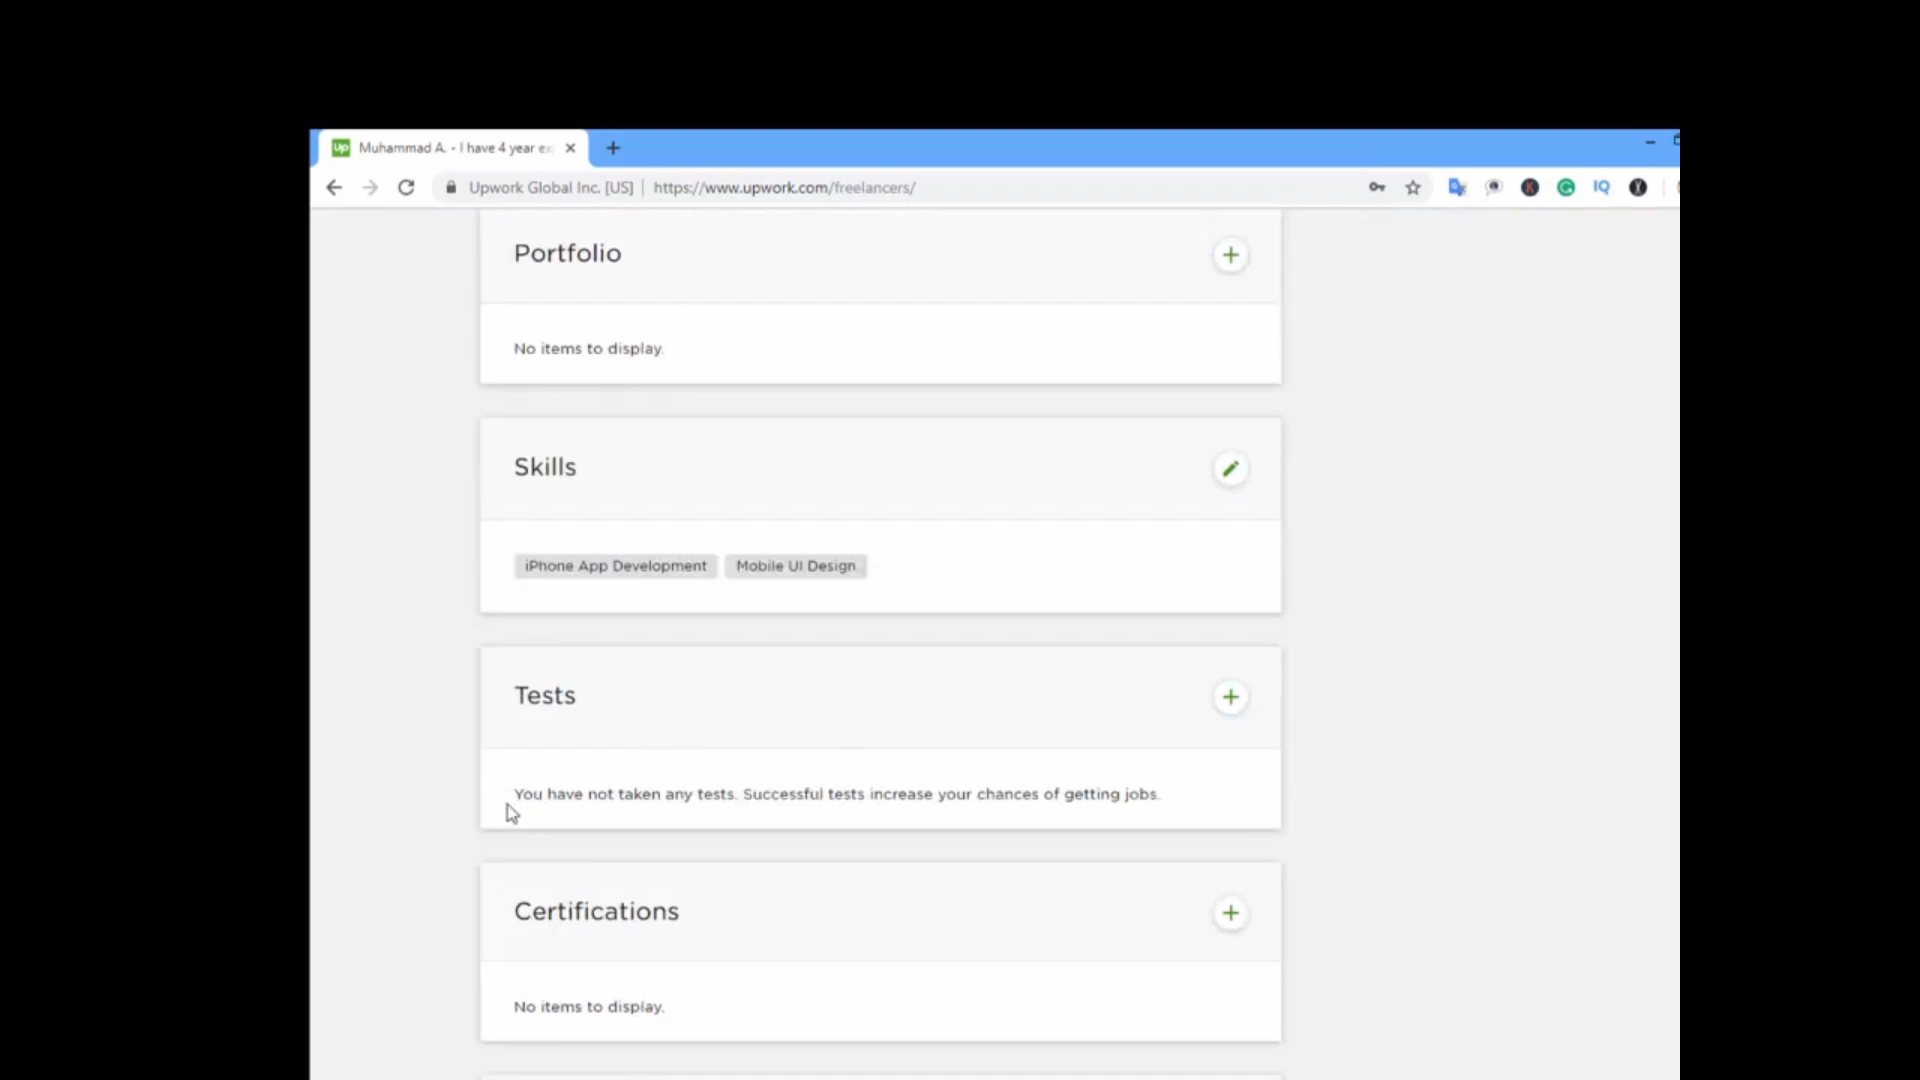 Up Muhammad A. - I have 4 year ex
Upwork Global Inc. [US] | https://www.upwork.com/freelancers/
IQ
Portfolio
No items to display.
Skills
iPhone App Development Mobile UI Design
Tests
You have not taken any tests. Successful tests increase your chances of getting jobs.
Certifications
No items to display.